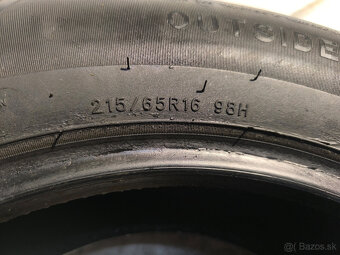 OUTSIDE
215/65R16 98H
Bazos.sk